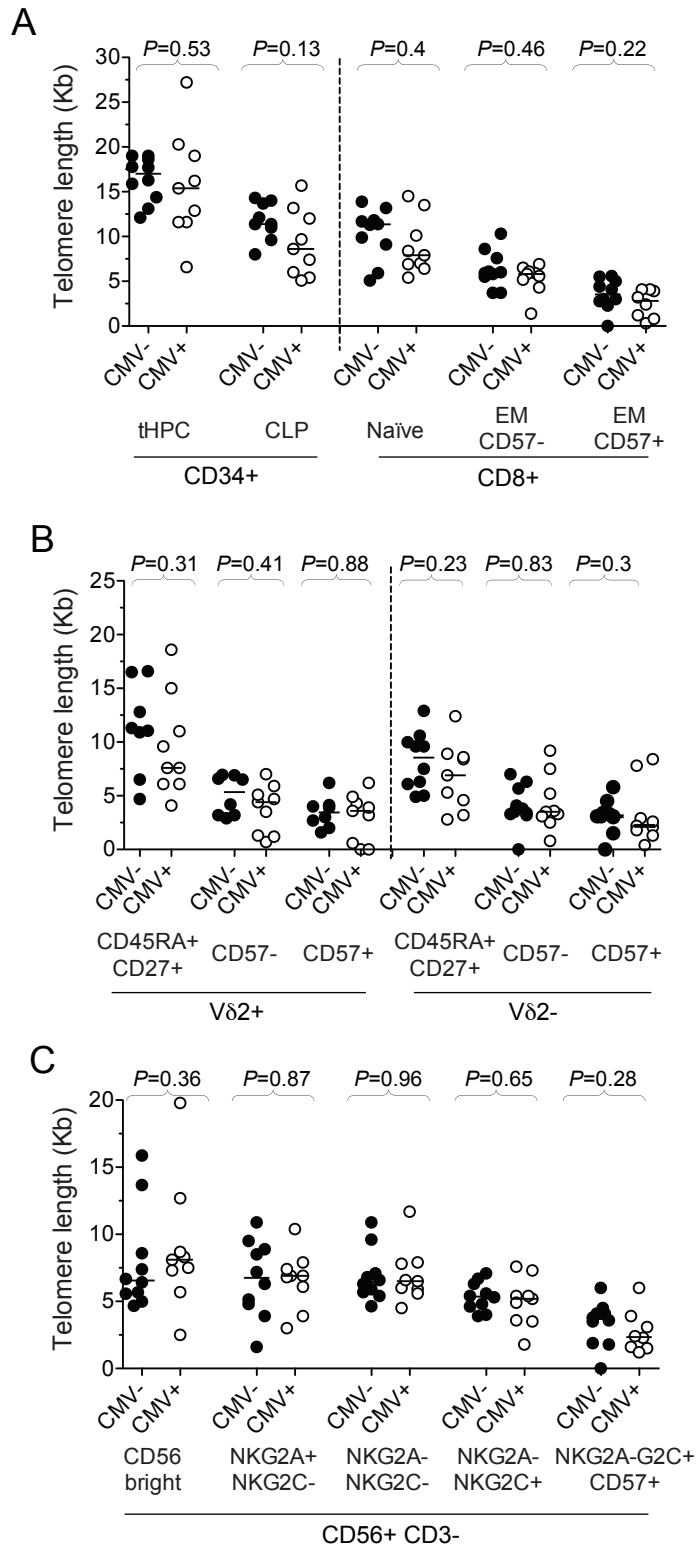 A
P=0.53 P=0.13 P=0.4 P=0.46 P=0.22
Telomere length (Kb)
30
25
20
15
10
5
0
CMV- CMV+ CMV- CMV+ CMV- CMV+ CMV- CMV+ CMV- CMV+
tHPC CLP Naïve EM CD57- EM CD57+
CD34+ CD8+
B
P=0.31 P=0.41 P=0.88 P=0.23 P=0.83 P=0.3
Telomere length (Kb)
25
20
15
10
5
0
CMV- CMV+ CMV- CMV+ CMV- CMV+ CMV- CMV+ CMV- CMV+ CMV- CMV+
CD45RA+ CD27+ CD57- CD57+ CD45RA+ CD27+ CD57- CD57+
Vδ2+ Vδ2-
C
P=0.36 P=0.87 P=0.96 P=0.65 P=0.28
Telomere length (Kb)
20
15
10
5
0
CMV- CMV+ CMV- CMV+ CMV- CMV+ CMV- CMV+ CMV- CMV+
CD56 NKG2A+ NKG2A- NKG2A- NKG2A-G2C+
bright NKG2C- NKG2C- NKG2C+ CD57+
CD56+ CD3-